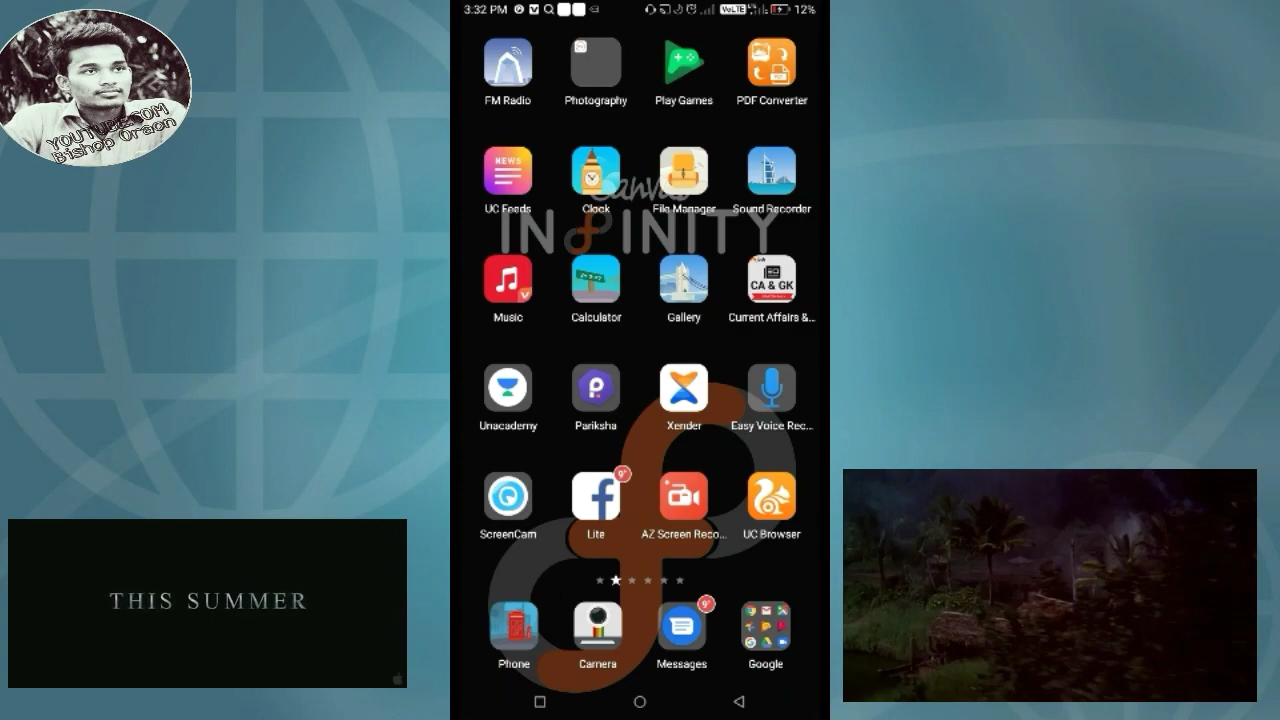 YOUTUBE.COM
Bishop Oraon
3:32 PM
VoLTE
12%
FM Radio
Photography
Play Games
PDF Converter
NEWS
UC Feeds
Clock
File Manager
Sound Recorder
Canvas
INFINITY
CA & GK
Music
Calculator
Gallery
Current Affairs &...
Unacademy
Pariksha
Xender
Easy Voice Rec...
9+
ScreenCam
Lite
AZ Screen Reco...
UC Browser
9+
Phone
Camera
Messages
Google
THIS SUMMER